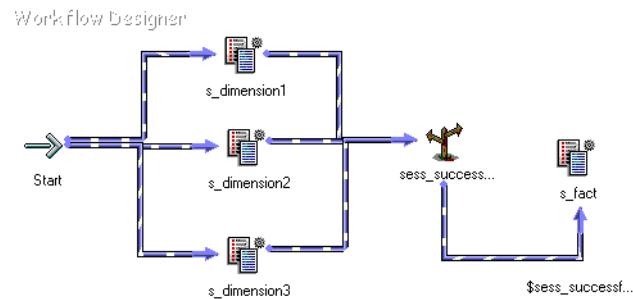 Workflow Designer
s_dimension1
Start
s_dimension2
sess_success...
s_fact
s_dimension3
$sess_successf...